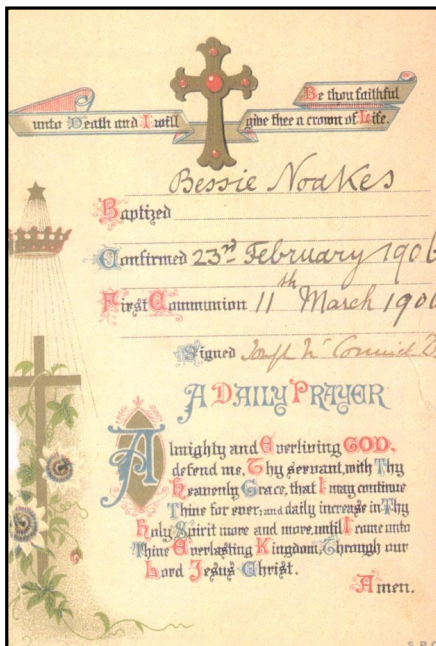 Be thou faithful
unto Death and I will give thee a crown of Life.
Bessie Noakes
Baptized
Confirmed 23rd February 1906
First Communion 11th March 190
Signed Joseph
A DAILY PRAYER
Almighty and Everliving GOD,
defend me, Thy servant, with Thy
Heavenly Grace, that I may continue
Thine for ever; and daily increase in Thy
Holy Spirit more and more, until I come unto
Thine Everlasting Kingdom, Through our
Lord Jesus Christ.
Amen.